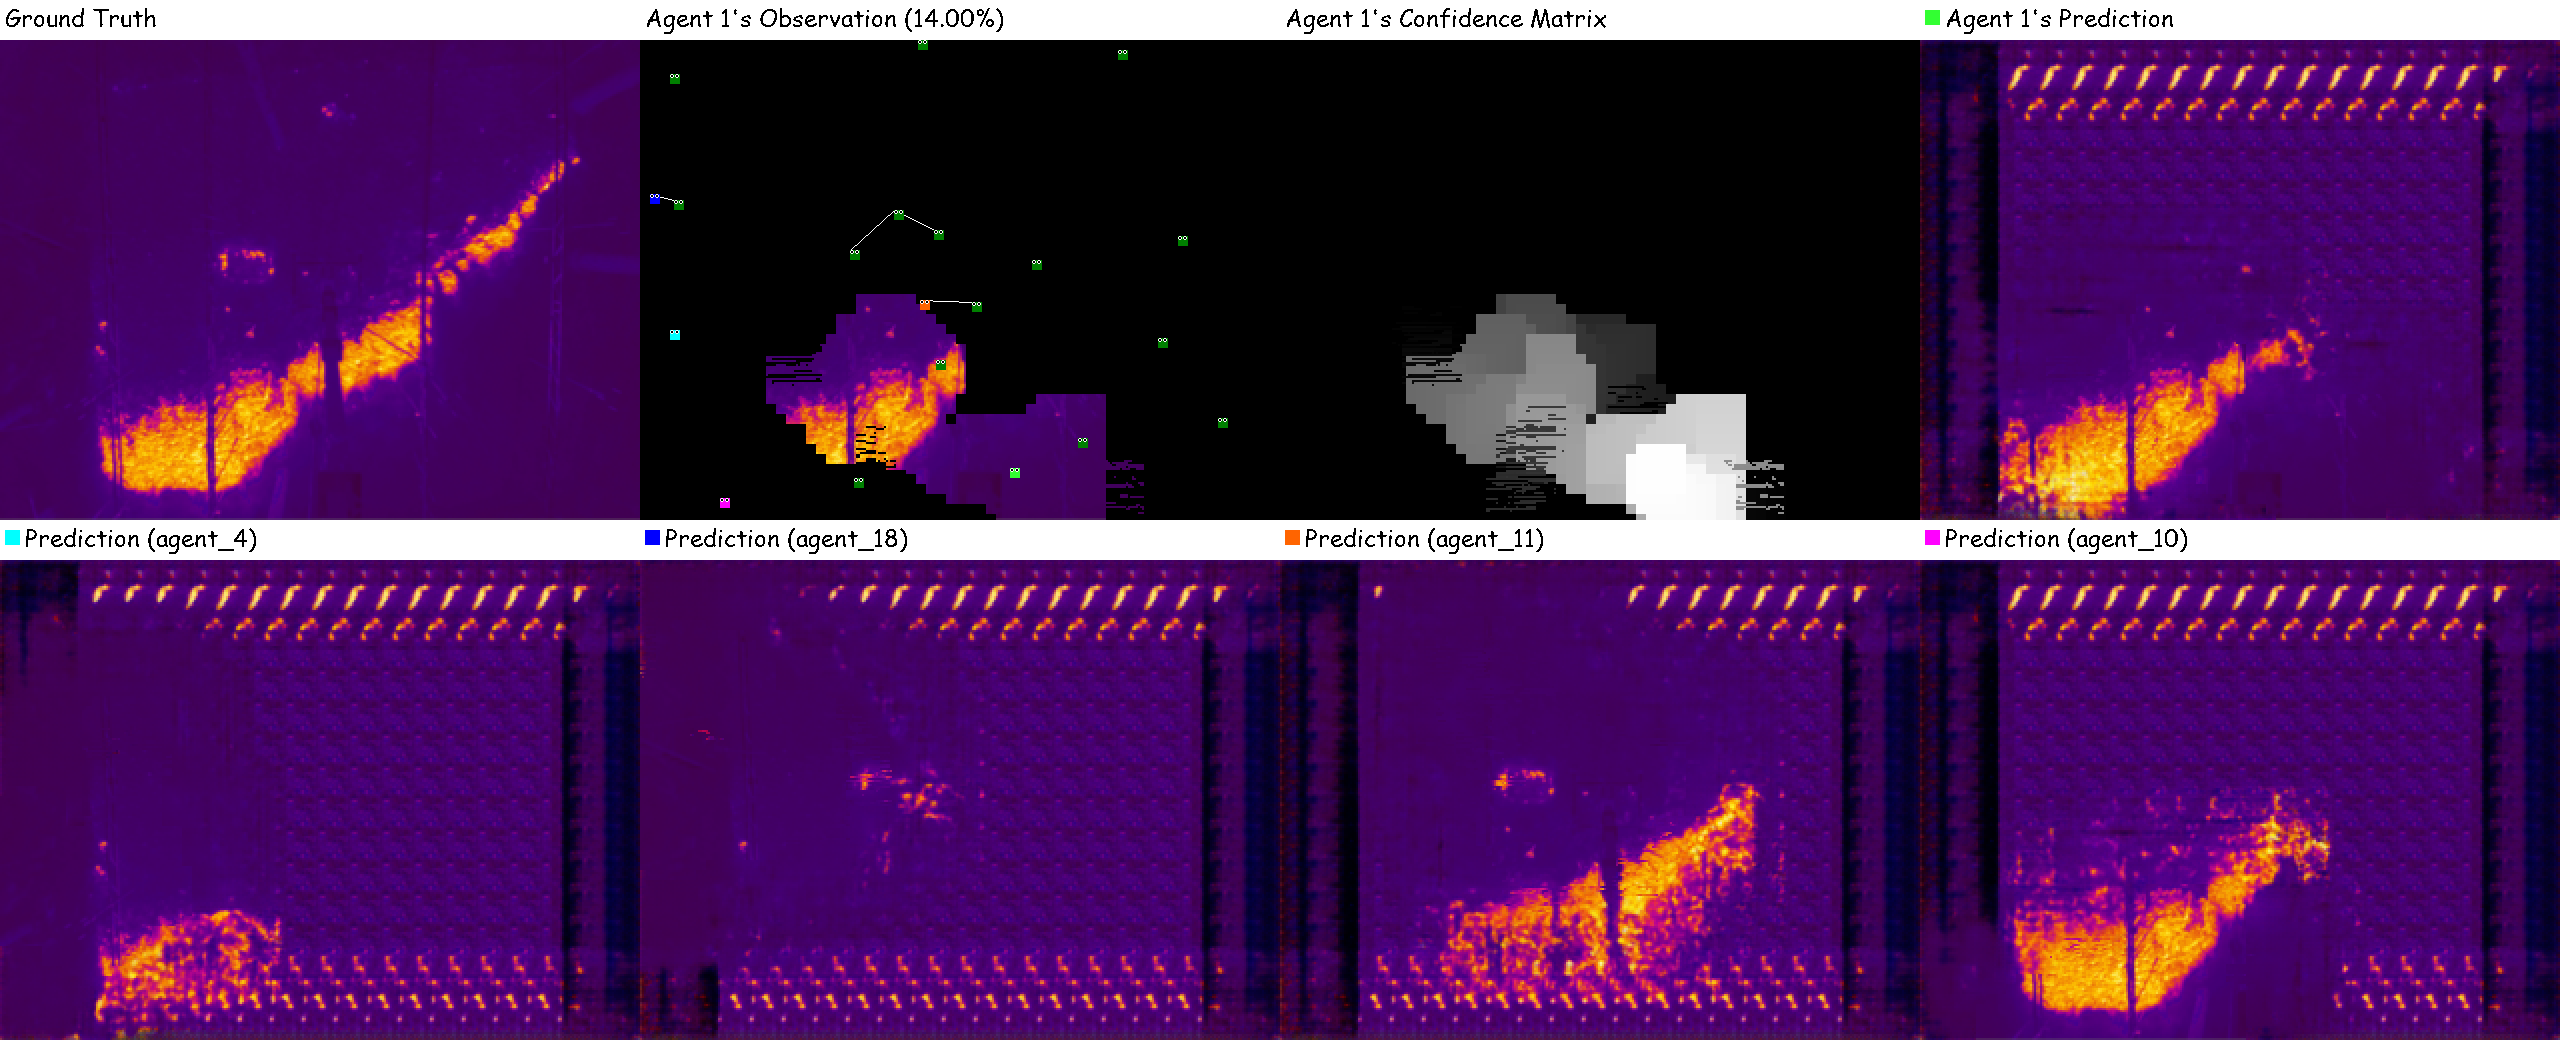 Ground Truth
Agent 1's Observation (14.00%)
Agent 1's Confidence Matrix
Agent 1's Prediction
Prediction (agent_4)
Prediction (agent_18)
Prediction (agent_11)
Prediction (agent_10)